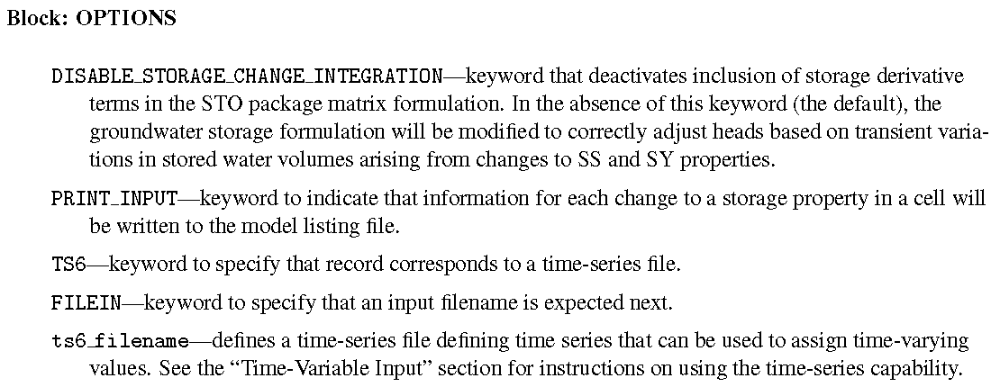 Block: OPTIONS
DISABLE_STORAGE_CHANGE_INTEGRATION—keyword that deactivates inclusion of storage derivative
terms in the STO package matrix formulation. In the absence of this keyword (the default), the
groundwater storage formulation will be modified to correctly adjust heads based on transient varia-
tions in stored water volumes arising from changes to SS and SY properties.
PRINT_INPUT—keyword to indicate that information for each change to a storage property in a cell will
be written to the model listing file.
TS6—keyword to specify that record corresponds to a time-series file.
FILEIN—keyword to specify that an input filename is expected next.
ts6_filename—defines a time-series file defining time series that can be used to assign time-varying
values. See the “Time-Variable Input” section for instructions on using the time-series capability.